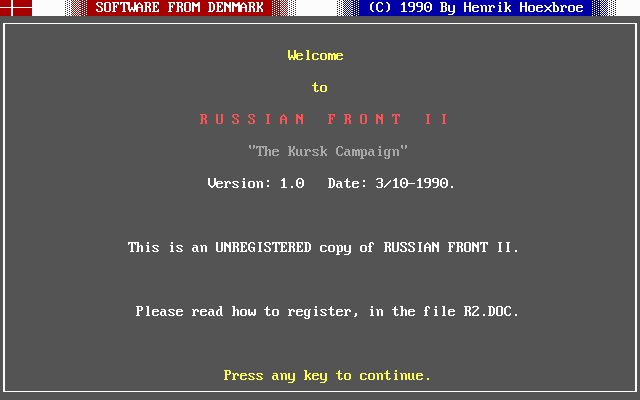 SOFTWARE FROM DENMARK (C) 1990 By Henrik Hoexbroe
Welcome
to
R U S S I A N   F R O N T   I I
"The Kursk Campaign"
Version: 1.0   Date: 3/10-1990.
This is an UNREGISTERED copy of RUSSIAN FRONT II.
Please read how to register, in the file R2.DOC.
Press any key to continue.